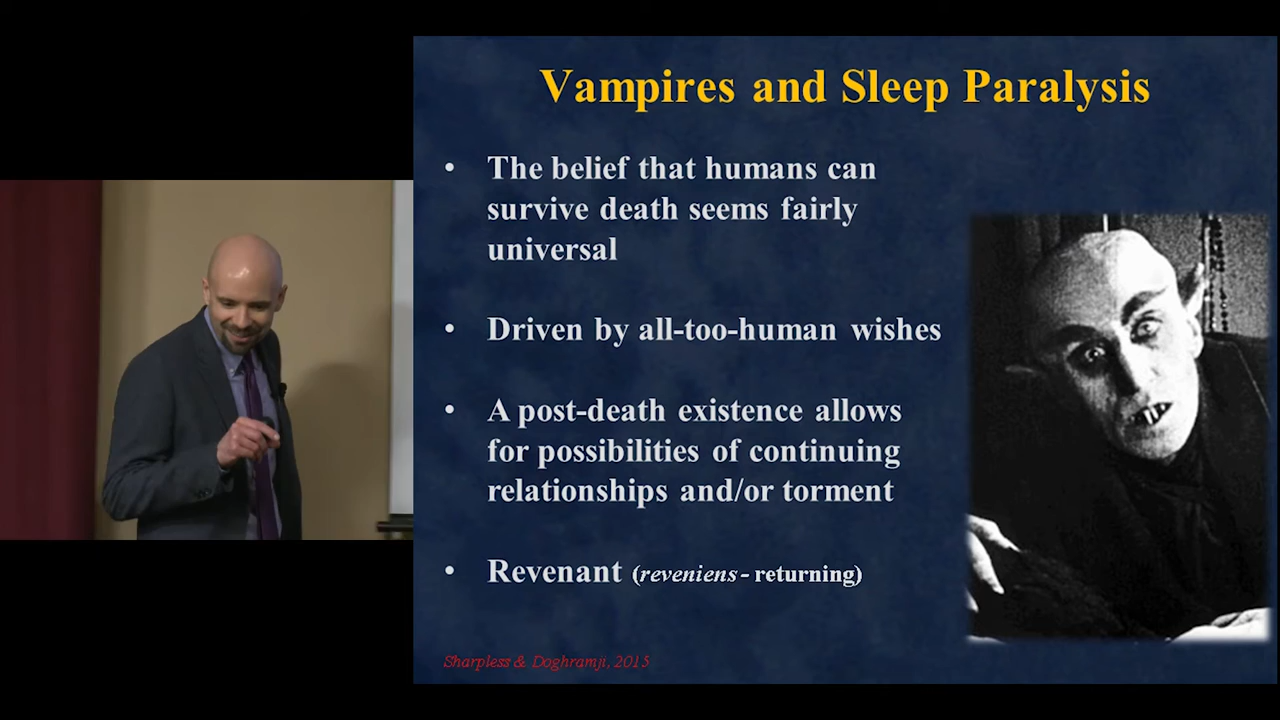 Vampires and Sleep Paralysis
• The belief that humans can
survive death seems fairly
universal
• Driven by all-too-human wishes
• A post-death existence allows
for possibilities of continuing
relationships and/or torment
• Revenant (reveniens - returning)
Sharpless & Doghramji, 2015